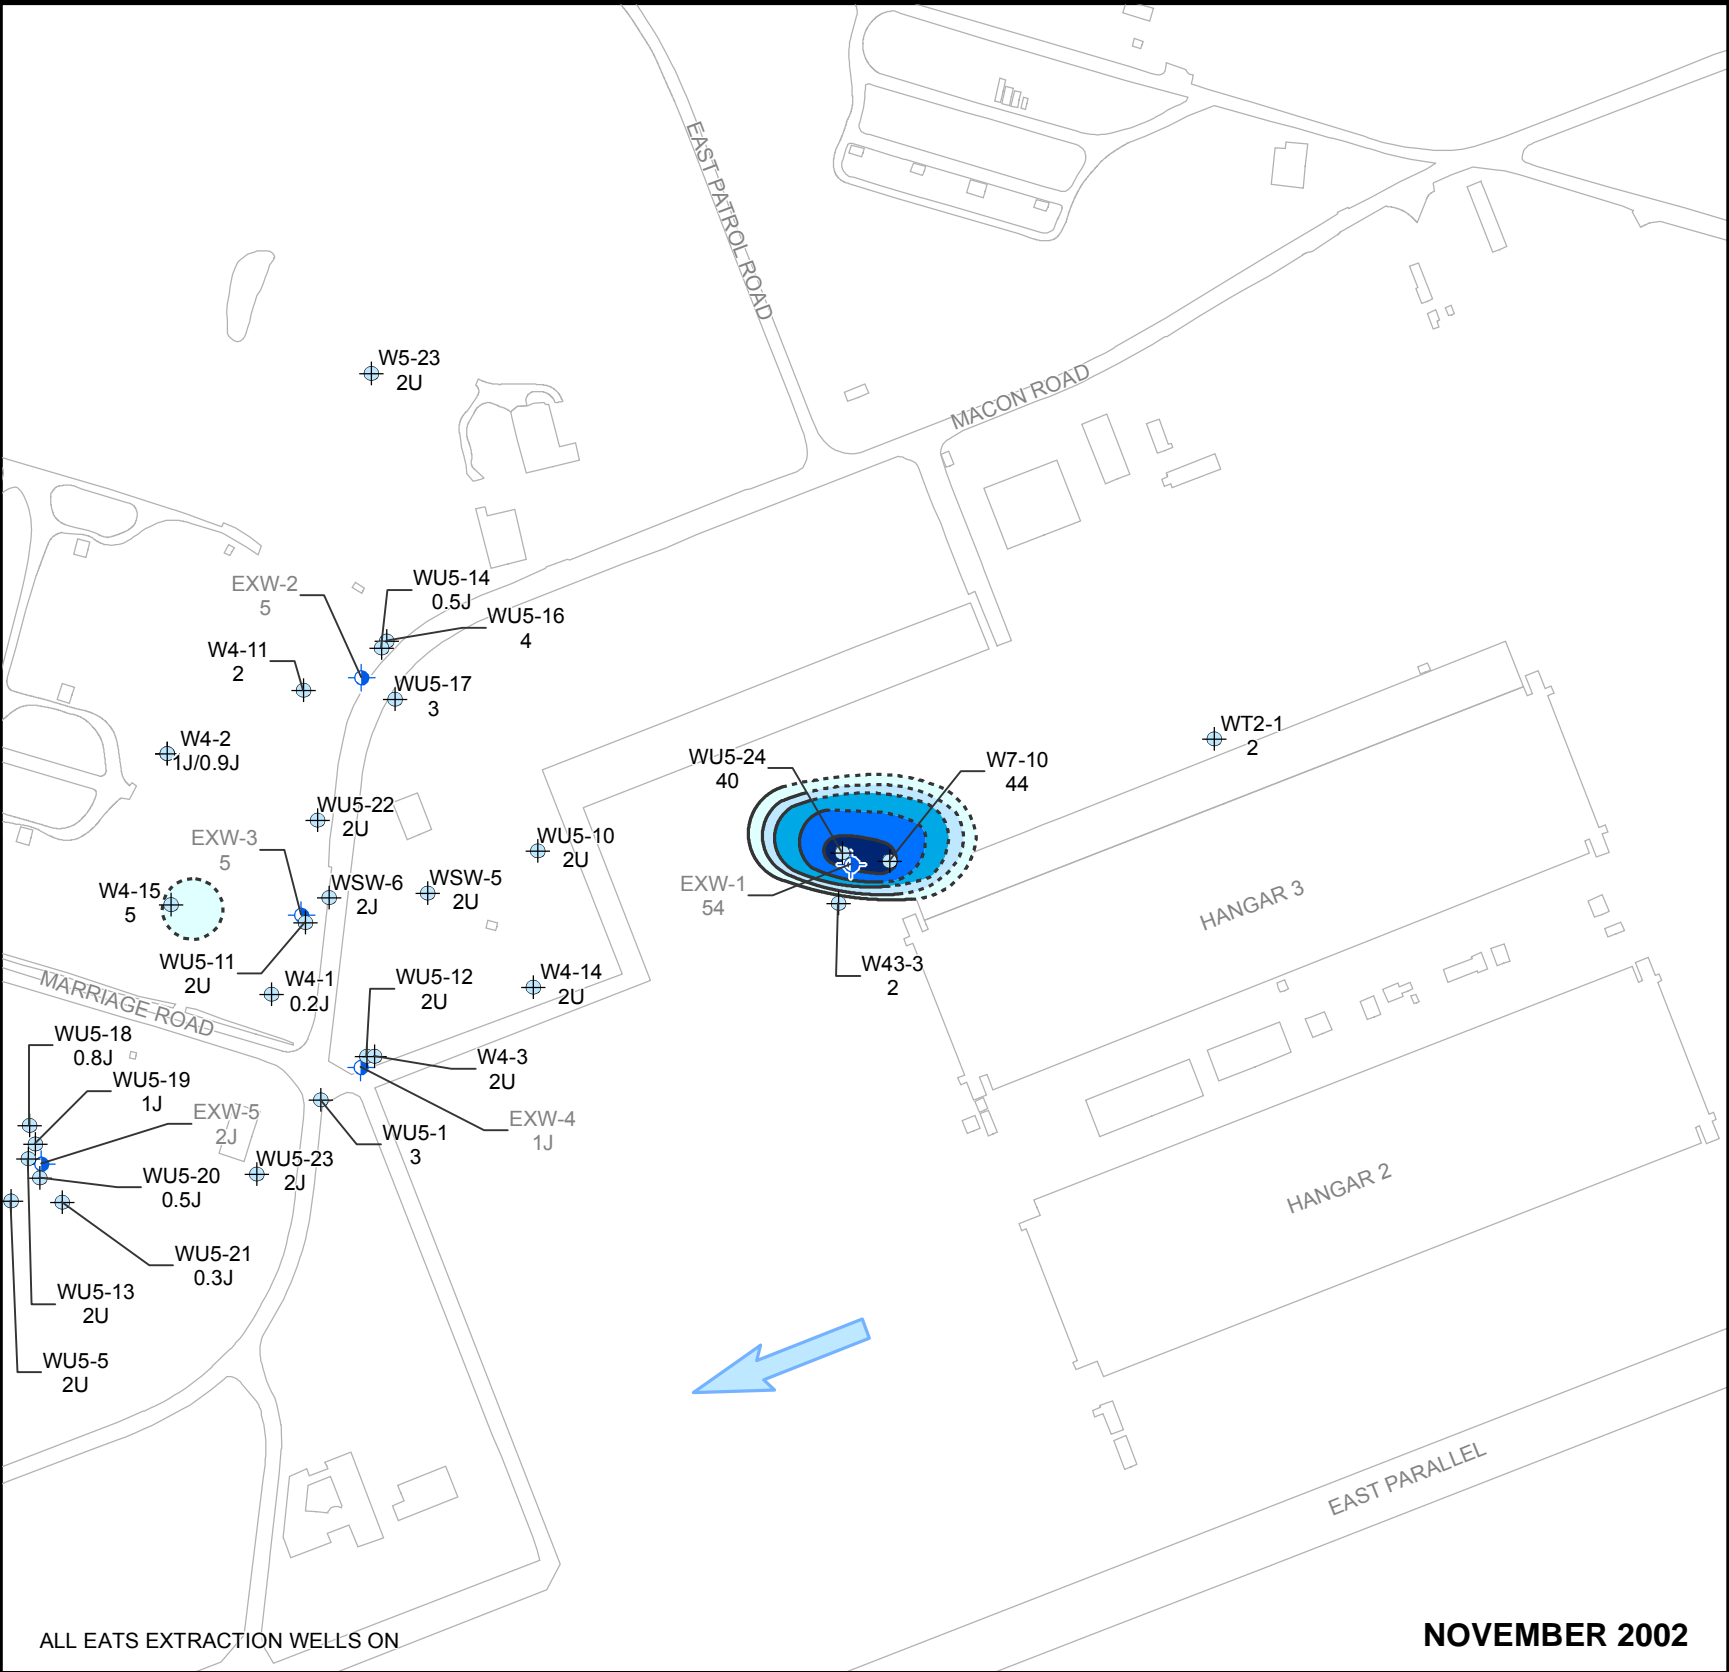 EAST PATROL ROAD
W5-23
2U
MACON ROAD
EXW-2
5
WU5-14
0.5J
WU5-16
4
W4-11
2
WU5-17
3
W4-2
1J/0.9J
WT2-1
2
WU5-24
40
W7-10
44
WU5-22
2U
EXW-3
5
WU5-10
2U
W4-15
5
WSW-6
2J
WSW-5
2U
EXW-1
54
HANGAR 3
WU5-11
2U
W4-1
0.2J
WU5-12
2U
W4-14
2U
W43-3
2
MARRIAGE ROAD
WU5-18
0.8J
W4-3
2U
WU5-19
1J
EXW-5
2J
WU5-1
3
EXW-4
1J
WU5-20
0.5J
WU5-23
2J
HANGAR 2
WU5-21
0.3J
WU5-13
2U
WU5-5
2U
EAST PARALLEL
ALL EATS EXTRACTION WELLS ON
NOVEMBER 2002